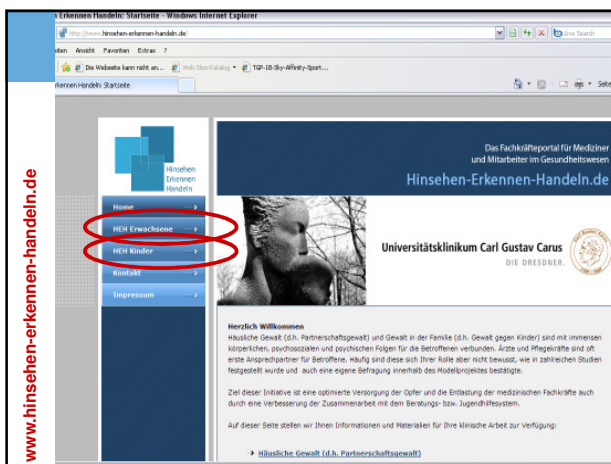 Erkennen Handeln: Startseite - Windows Internet Explorer
http://www.hinsehen-erkennen-handeln.de/
Live Search
Ansicht Favoriten Extras ?
Die Webseite kann nicht an... Web Slice-Katalog TGP-18-Sky-Affinity-Sport...
Erkennen-Handeln: Startseite
Seite
www.hinsehen-erkennen-handeln.de
Hinsehen
Erkennen
Handeln
Home
HEH Erwachsene
HEH Kinder
Kontakt
Impressum
Das Fachkräfteportal für Mediziner
und Mitarbeiter im Gesundheitswesen
Hinsehen-Erkennen-Handeln.de
Universitätsklinikum Carl Gustav Carus
DIE DRESDNER.
Herzlich Willkommen
Häusliche Gewalt (d.h. Partnerschaftsgewalt) und Gewalt in der Familie (d.h. Gewalt gegen Kinder) sind mit immensen
körperlichen, psychosozialen und psychischen Folgen für die Betroffenen verbunden. Ärzte und Pflegekräfte sind oft
erste Ansprechpartner für Betroffene. Häufig sind diese sich Ihrer Rolle aber nicht bewusst, wie in zahlreichen Studien
festgestellt wurde und auch eine eigene Befragung innerhalb des Modellprojektes bestätigte.
Ziel dieser Initiative ist eine optimierte Versorgung der Opfer und die Entlastung der medizinischen Fachkräfte auch
durch eine Verbesserung der Zusammenarbeit mit dem Beratungs- bzw. Jugendhilfesystem.
Auf dieser Seite stellen wir Ihnen Informationen und Materialien für Ihre klinische Arbeit zur Verfügung:
Häusliche Gewalt (d.h. Partnerschaftsgewalt)